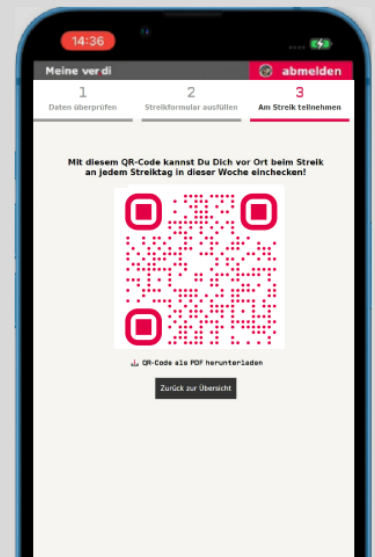 14:36
Meine ver di
abmelden
1
2
3
Daten überprüfen
Streikformular ausfüllen
Am Streik teilnehmen
Mit diesem QR-Code kannst Du Dich vor Ort beim Streik
an jedem Streiktag in dieser Woche einchecken!
QR-Code als PDF herunterladen
Zurück zur Übersicht